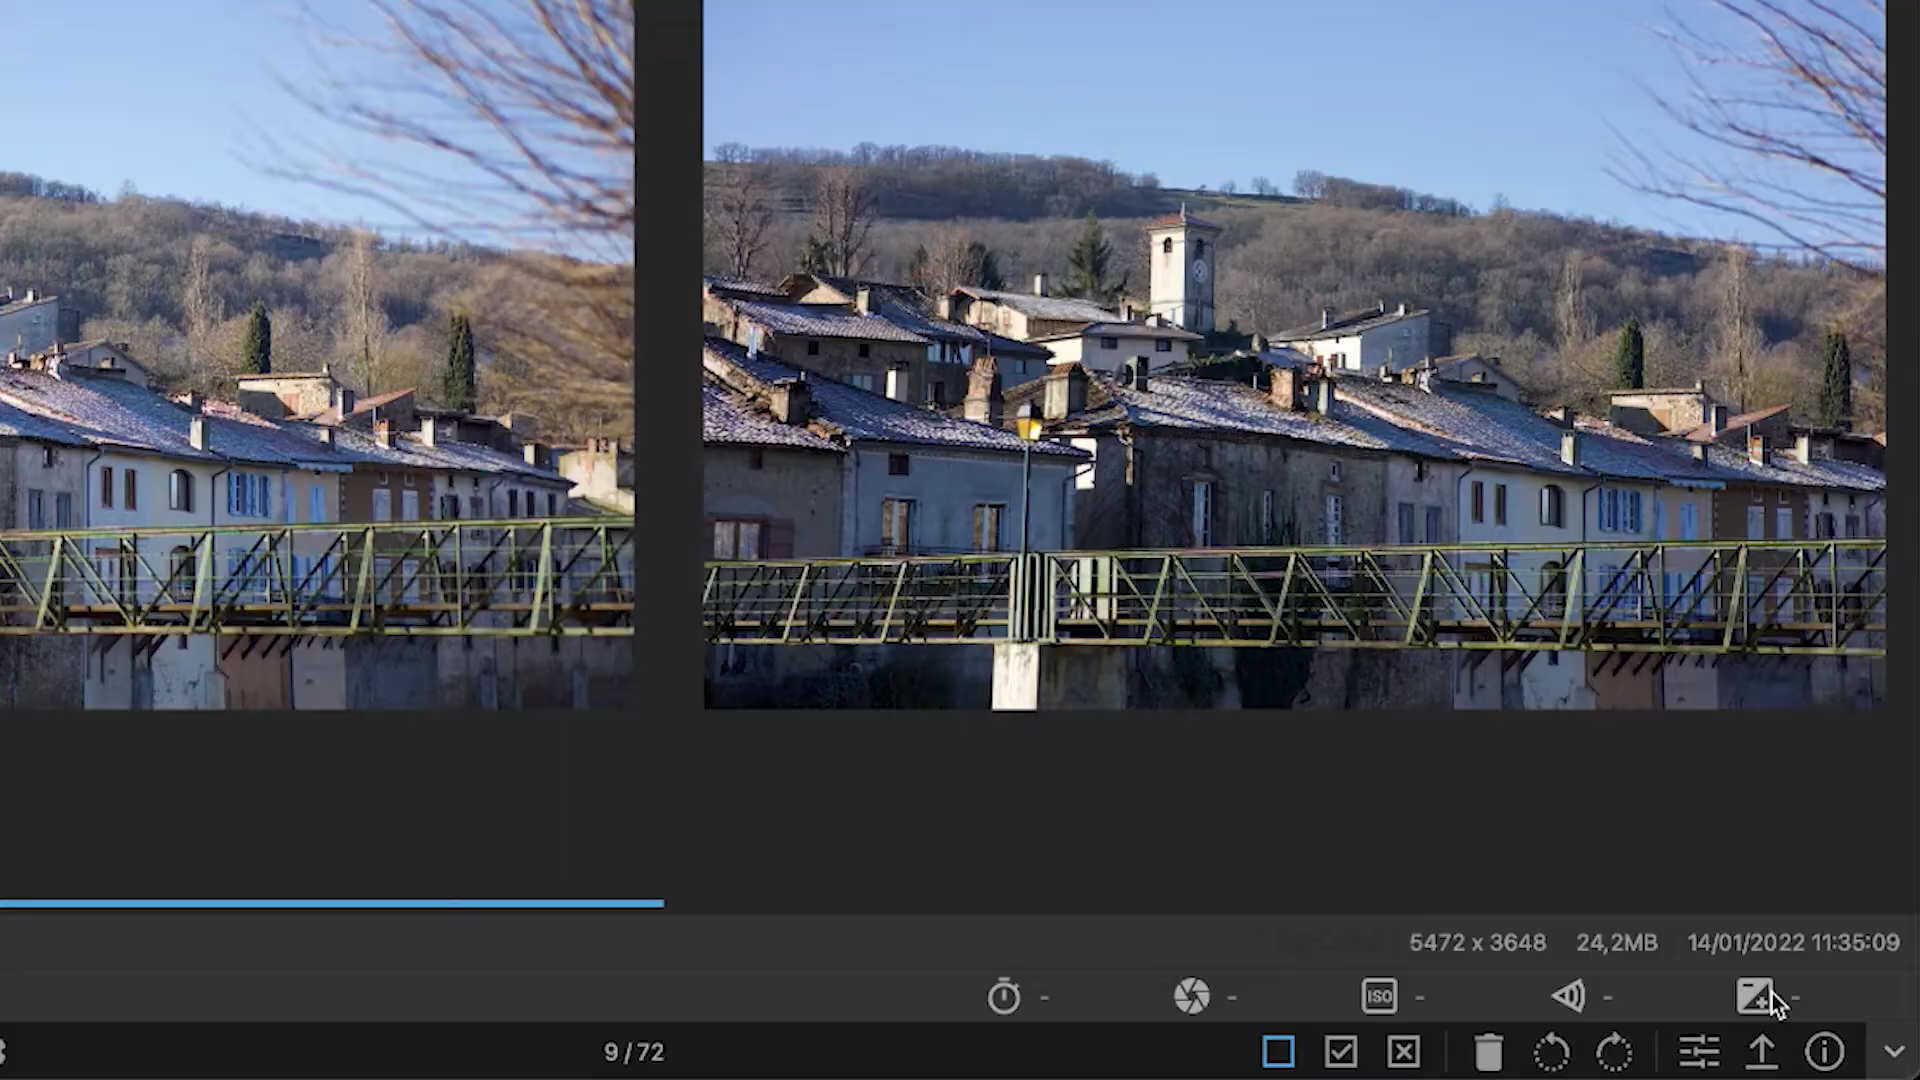 5472 x 3648 24,2MB 14/01/2022 11:35:09
- - ISO - - -
9 / 72